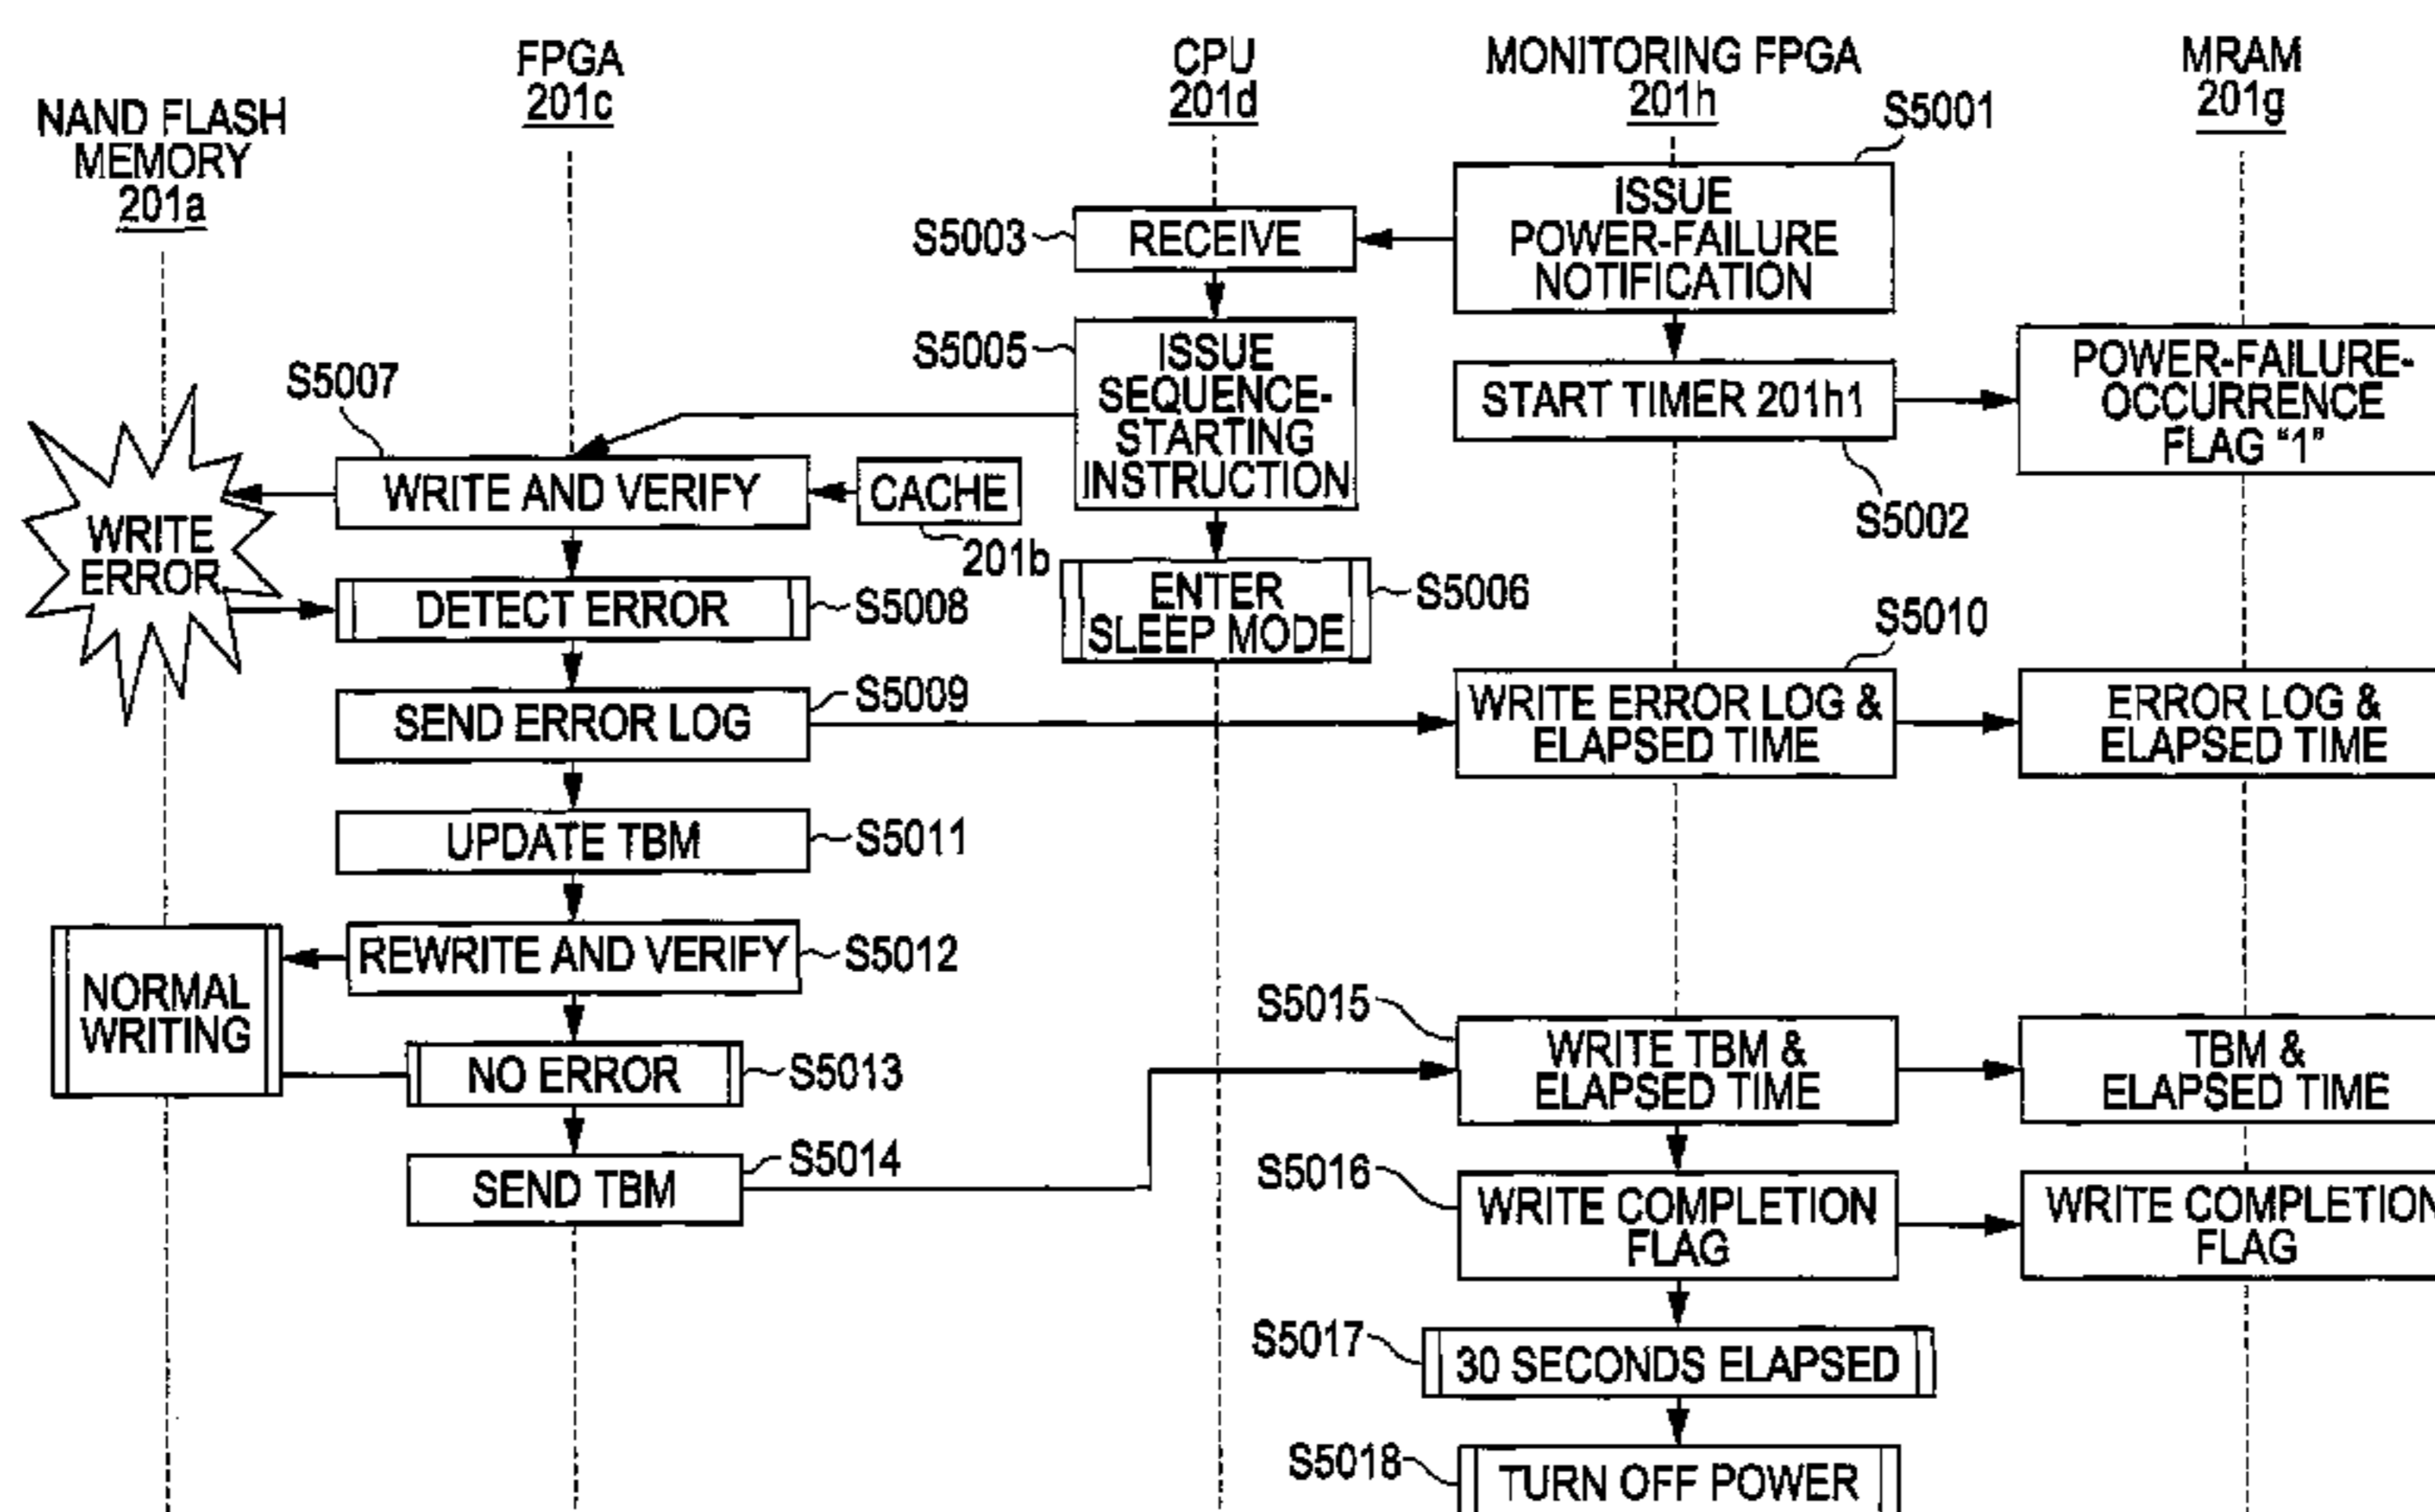 NAND FLASH
MEMORY
201a
FPGA
201c
CPU
201d
MONITORING FPGA
201h
MRAM
201g
S5001
ISSUE
POWER-FAILURE
NOTIFICATION
S5003
RECEIVE
S5005
ISSUE
SEQUENCE-
STARTING
INSTRUCTION
START TIMER 201h1
S5002
POWER-FAILURE-
OCCURRENCE
FLAG "1"
S5007
WRITE AND VERIFY
CACHE
201b
WRITE
ERROR
DETECT ERROR
S5008
ENTER
SLEEP MODE
S5006
S5009
SEND ERROR LOG
S5010
WRITE ERROR LOG &
ELAPSED TIME
ERROR LOG &
ELAPSED TIME
UPDATE TBM
S5011
REWRITE AND VERIFY
S5012
NORMAL
WRITING
NO ERROR
S5013
S5014
SEND TBM
S5015
WRITE TBM &
ELAPSED TIME
TBM &
ELAPSED TIME
S5016
WRITE COMPLETION
FLAG
WRITE COMPLETION
FLAG
S5017
30 SECONDS ELAPSED
S5018
TURN OFF POWER